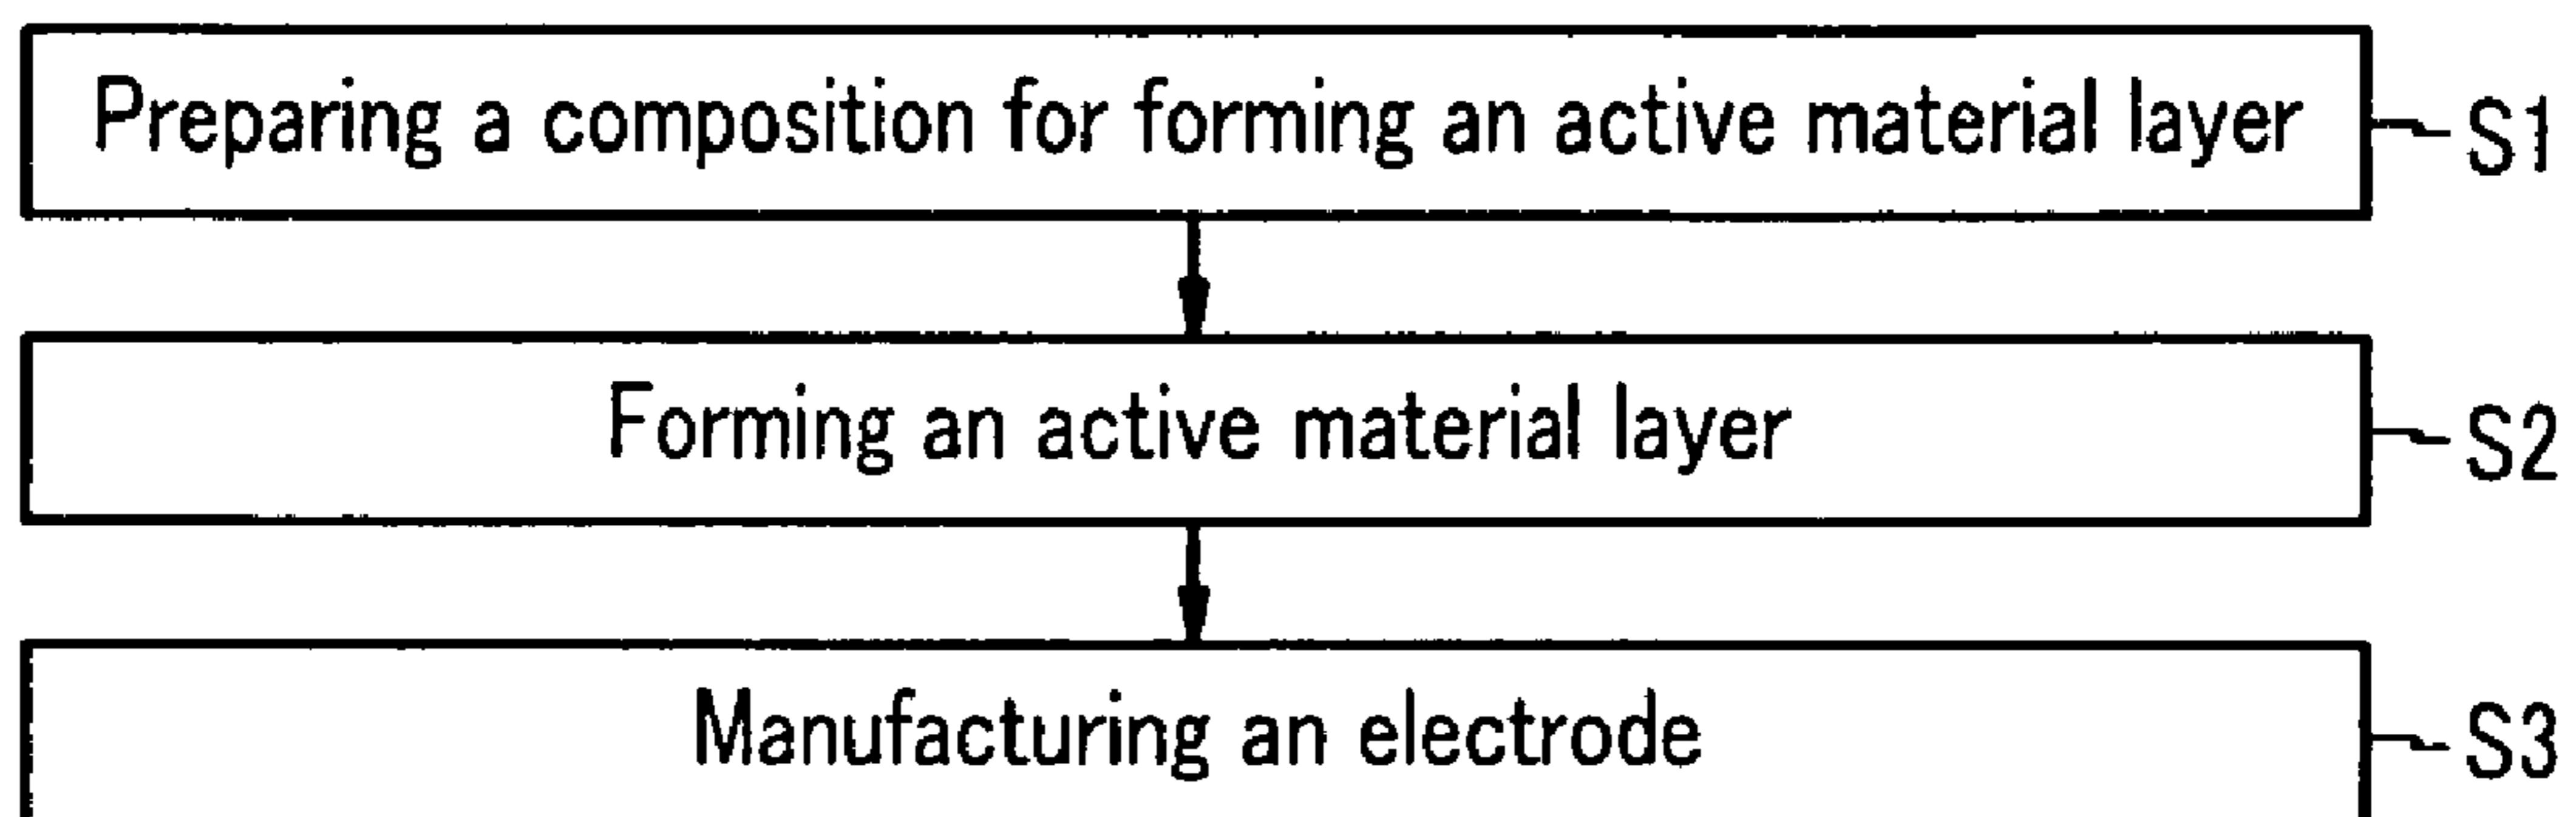 Preparing a composition for forming an active material layer S1
Forming an active material layer S2
Manufacturing an electrode S3